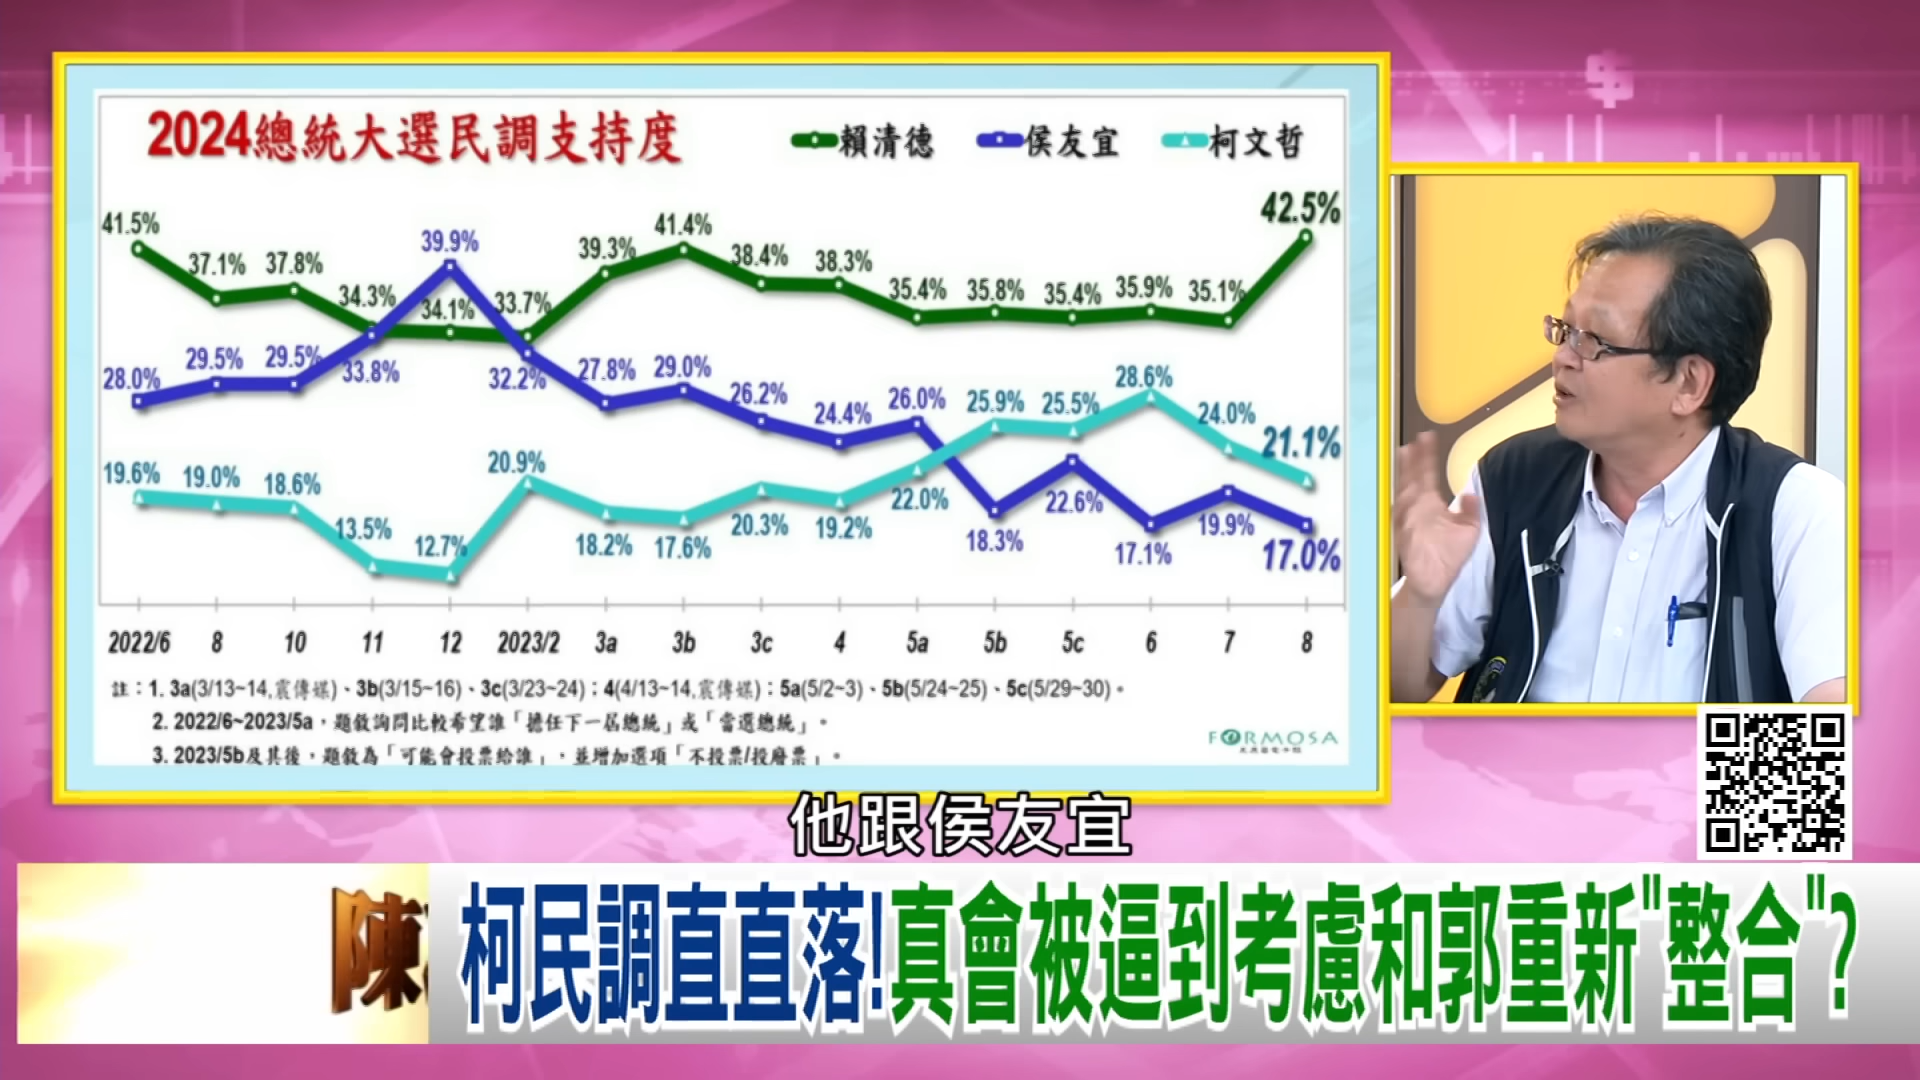 2024總統大選民調支持度
賴清德 侯友宜 柯文哲
41.5% 37.1% 37.8% 34.3% 34.1% 33.7% 39.3% 41.4% 38.4% 38.3% 35.4% 35.8% 35.4% 35.9% 35.1% 42.5%
28.0% 29.5% 29.5% 33.8% 39.9% 32.2% 27.8% 29.0% 26.2% 24.4% 26.0% 18.3% 22.6% 17.1% 19.9% 17.0%
19.6% 19.0% 18.6% 13.5% 12.7% 20.9% 18.2% 17.6% 20.3% 19.2% 22.0% 25.9% 25.5% 28.6% 24.0% 21.1%
2022/6 8 10 11 12 2023/2 3a 3b 3c 4 5a 5b 5c 6 7 8
註：1. 3a(3/13~14,震傳媒)、3b(3/15~16)、3c(3/23~24)；4(4/13~14,震傳媒)；5a(5/2~3)、5b(5/24~25)、5c(5/29~30)。
2. 2022/6~2023/5a，題敘詢問比較希望誰「擔任下一屆總統」或「當選總統」。
3. 2023/5b及其後，題敘為「可能會投票給誰」，並增加選項「不投票/投廢票」。
FORMOSA
他跟侯友宜
陳
柯民調直直落!真會被逼到考慮和郭重新"整合"?